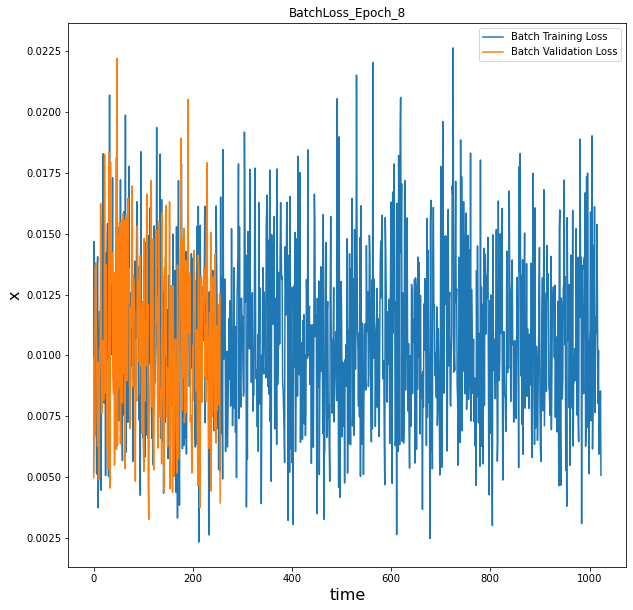 BatchLoss_Epoch_8
Batch Training Loss
Batch Validation Loss
0.0225
0.0200
0.0175
0.0150
0.0125
0.0100
0.0075
0.0050
0.0025
x
0 200 400 600 800 1000
time